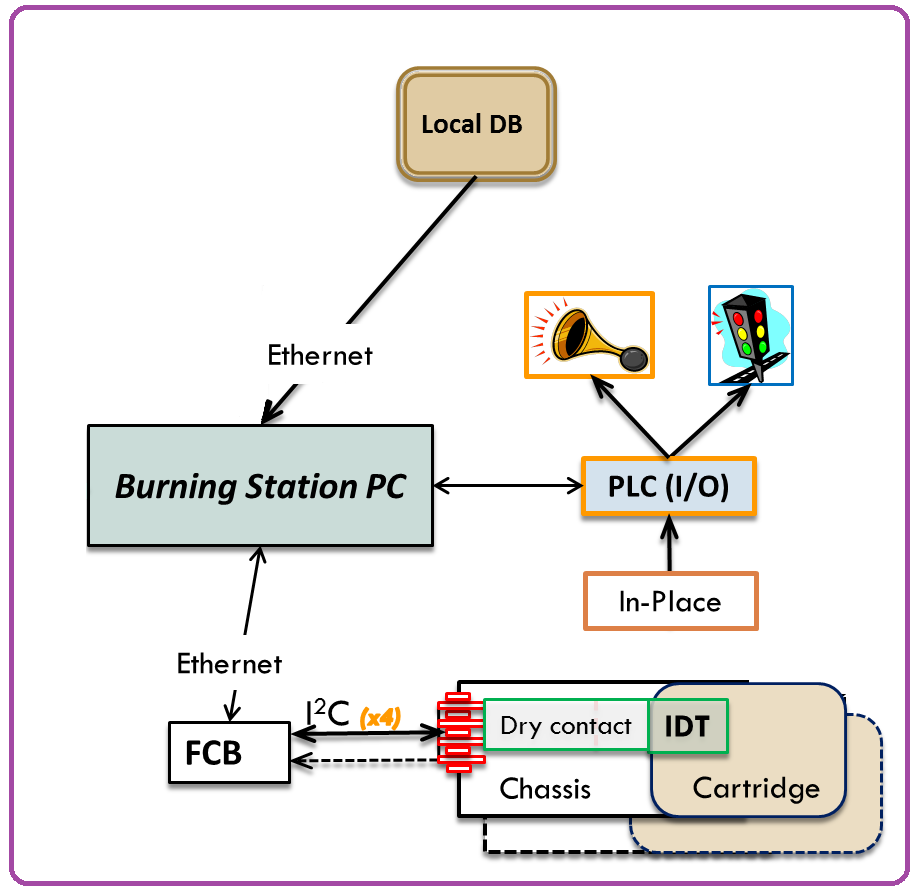 Local DB
Ethernet
Burning Station PC
PLC (I/O)
In-Place
Ethernet
I²C (x4)
FCB
Dry contact
IDT
Chassis
Cartridge